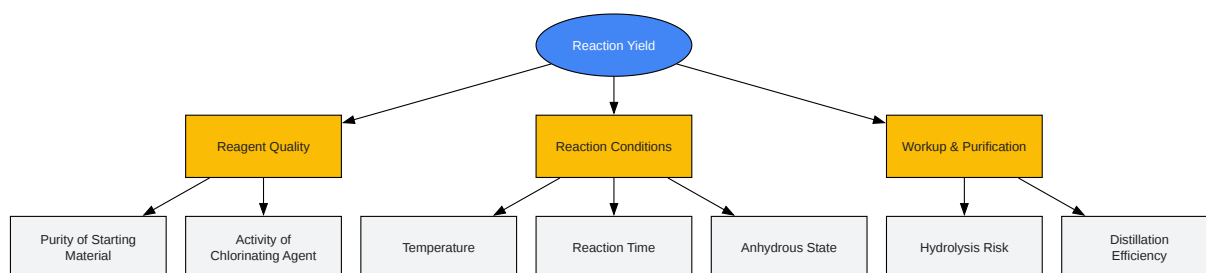 Reaction Yield
Reagent Quality
Reaction Conditions
Workup & Purification
Purity of Starting
Material
Activity of
Chlorinating Agent
Temperature
Reaction Time
Anhydrous State
Hydrolysis Risk
Distillation
Efficiency